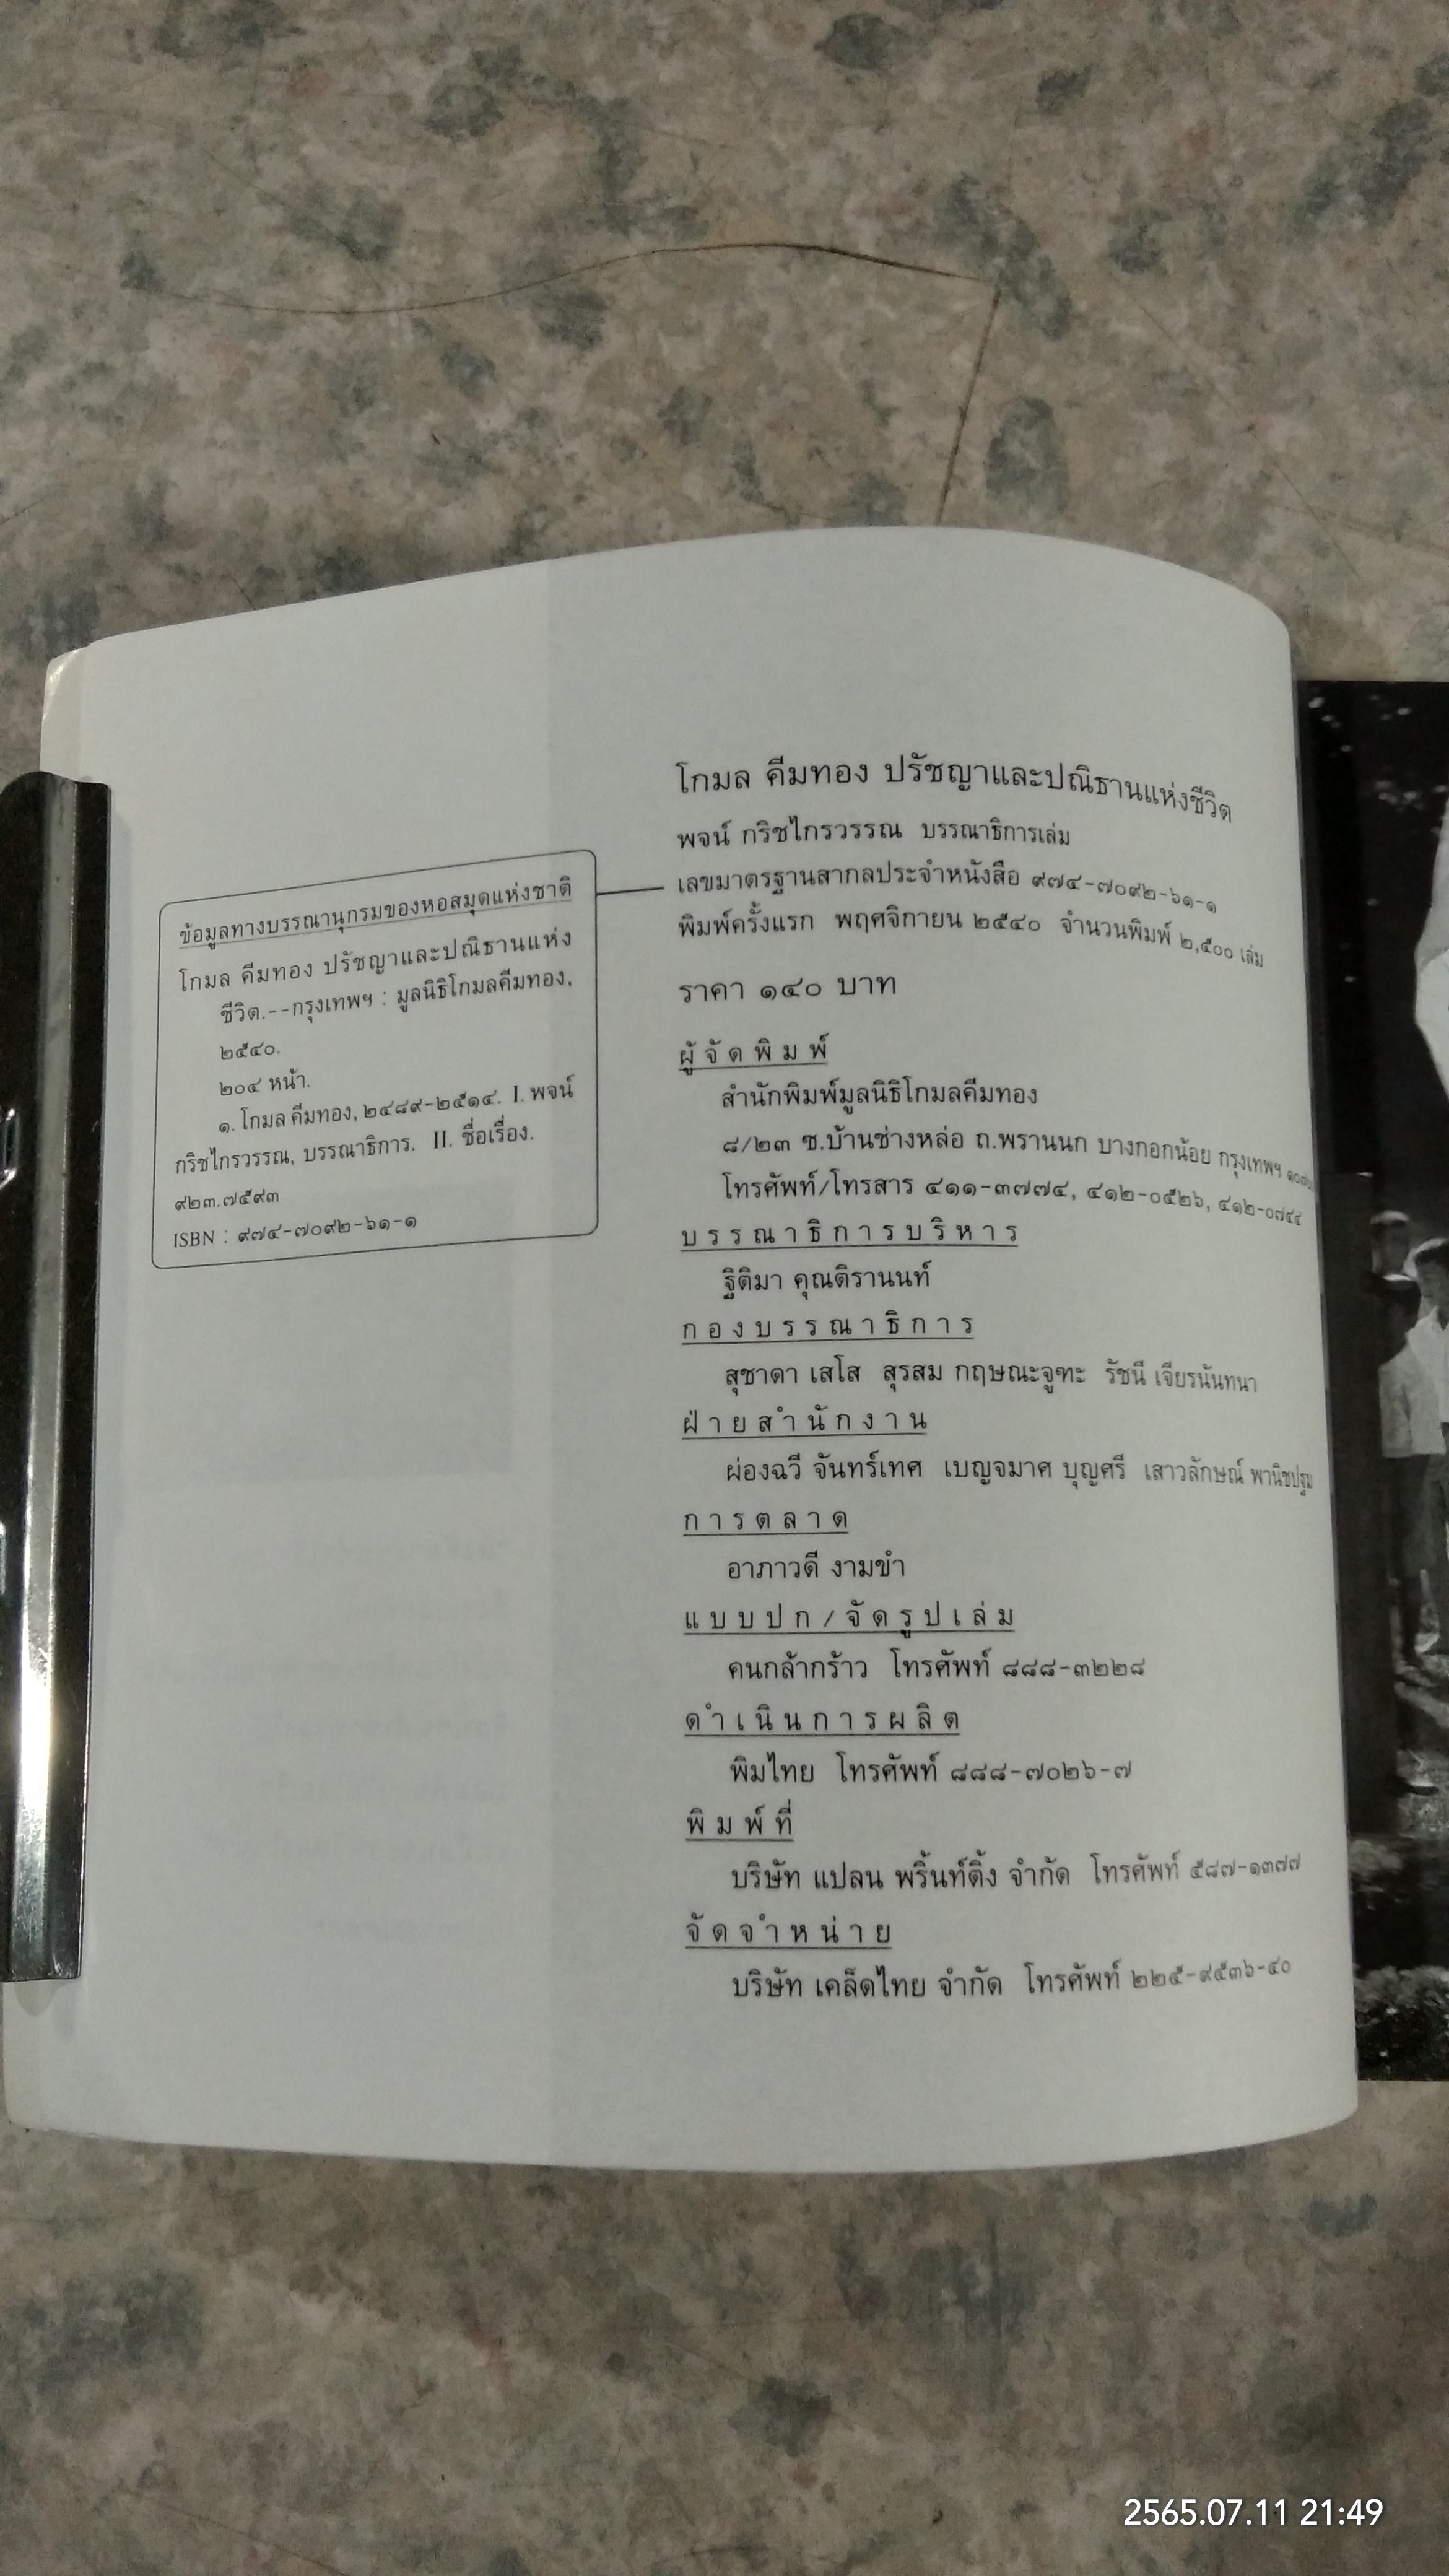 โกมล คีมทอง ปรัชญาและปณิธานแห่งชีวิต
พจน์ กริชไกรวรรณ บรรณาธิการเล่ม
เลขมาตรฐานสากลประจำหนังสือ ๙๗๔-๗๐๙๒-๖๑-๑
พิมพ์ครั้งแรก พฤศจิกายน ๒๕๔๐ จำนวนพิมพ์ ๒,๕๐๐ เล่ม
ราคา ๑๔๐ บาท
ข้อมูลทางบรรณานุกรมของหอสมุดแห่งชาติ
โกมล คีมทอง ปรัชญาและปณิธานแห่ง
ชีวิต.--กรุงเทพฯ : มูลนิธิโกมลคีมทอง,
๒๕๔๐.
๒๐๔ หน้า.
๑. โกมล คีมทอง, ๒๔๘๙-๒๕๑๔. I. พจน์
กริชไกรวรรณ, บรรณาธิการ. II. ชื่อเรื่อง.
๙๒๓.๗๕๙๓
ISBN : ๙๗๔-๗๐๙๒-๖๑-๑
ผู้จัดพิมพ์
สำนักพิมพ์มูลนิธิโกมลคีมทอง
๘/๒๓ ซ.บ้านช่างหล่อ ถ.พรานนก บางกอกน้อย กรุงเทพฯ
โทรศัพท์/โทรสาร ๔๑๑-๓๗๗๔, ๔๑๒-๐๕๒๖,
บรรณาธิการบริหาร
ฐิติมา คุณติรานนท์
กองบรรณาธิการ
สุชาดา เสโส สุรสม กฤษณะจูฑะ รัชนี เจียรนันทนา
ฝ่ายสำนักงาน
ผ่องฉวี จันทร์เทศ เบญจมาศ บุญศรี เสาวลักษณ์
การตลาด
อาภาวดี งามขำ
แบบปก/จัดรูปเล่ม
คนกล้ากร้าว โทรศัพท์ ๘๘๘-๓๒๒๘
ดำเนินการผลิต
พิมไทย โทรศัพท์ ๘๘๘-๗๐๒๖-๗
พิมพ์ที่
บริษัท แปลน พริ้นท์ติ้ง จำกัด โทรศัพท์ ๕๘๗-๑๓๗๗
จัดจำหน่าย
บริษัท เคล็ดไทย จำกัด โทรศัพท์ ๒๒๕-๙๕๓๖-๔๐
2565.07.11 21:49